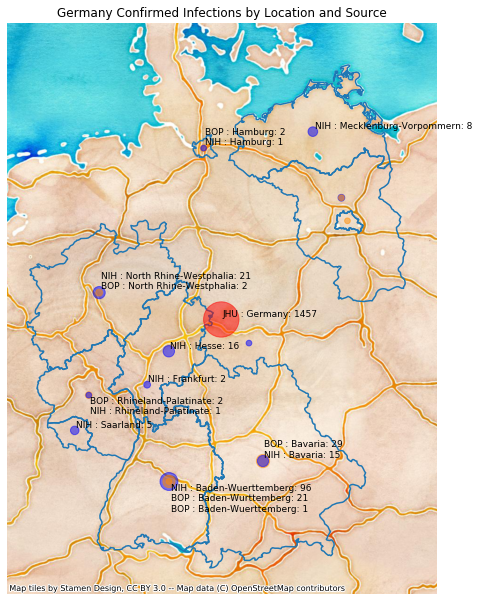 Germany Confirmed Infections by Location and Source
NIH : Mecklenburg-Vorpommern: 8
BOP : Hamburg: 2
NIH : Hamburg: 1
NIH : North Rhine-Westphalia: 21
BOP : North Rhine-Westphalia: 2
JHU : Germany: 1457
NIH : Hesse: 16
NIH : Frankfurt: 2
BOP : Rhineland-Palatinate: 2
NIH : Rhineland-Palatinate: 1
NIH : Saarland: 5
BOP : Bavaria: 29
NIH : Bavaria: 15
NIH : Baden-Wuerttemberg: 96
BOP : Baden-Wurttemberg: 21
BOP : Baden-Wuerttemberg: 1
Map tiles by Stamen Design, CC BY 3.0 -- Map data (C) OpenStreetMap contributors